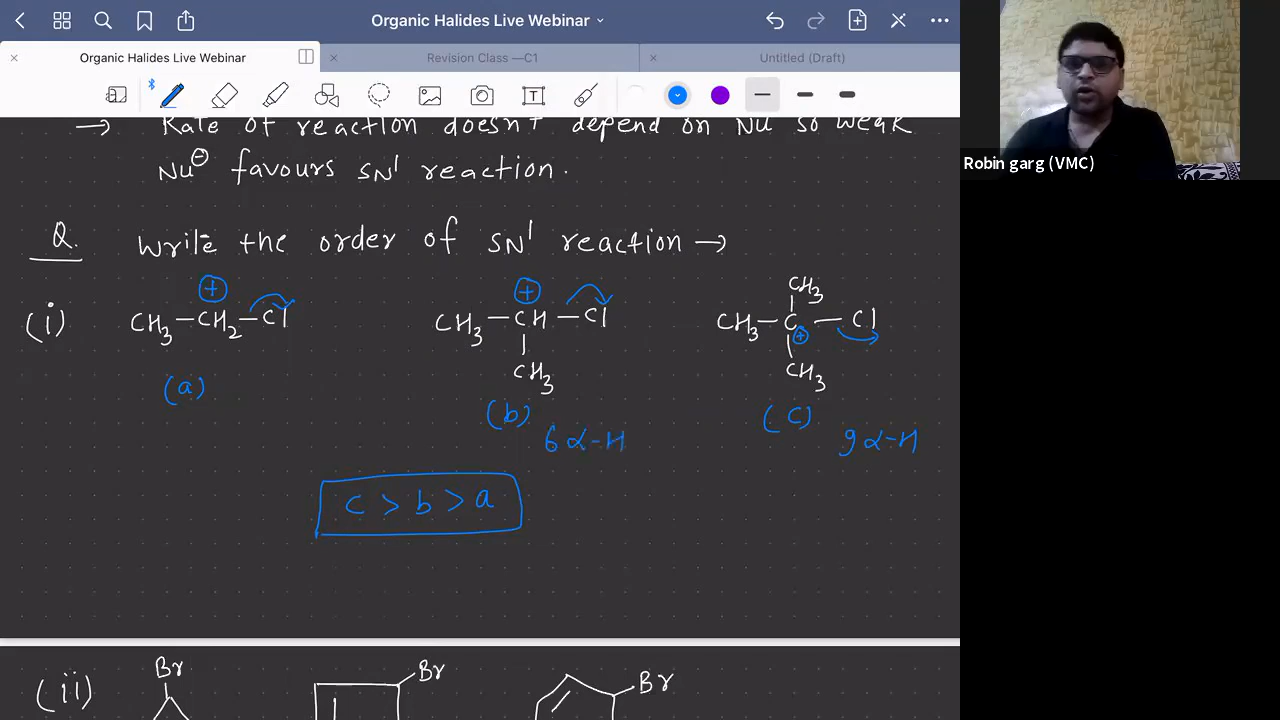 Organic Halides Live Webinar
Organic Halides Live Webinar
Revision Class —C1
Untitled (Draft)
Robin garg (VMC)
→ Rate of reaction doesn't depend on Nu so weak
Nu⊖ favours SN1 reaction.
Q. Write the order of SN1 reaction →
(i) CH3—CH2—Cl CH3—CH—Cl CH3—C—Cl
⊕ ⊕ ⊕
CH3 CH3 CH3
(a) (b) (C)
6α-H 9α-H
C > b > a
(ii) Br Br Br